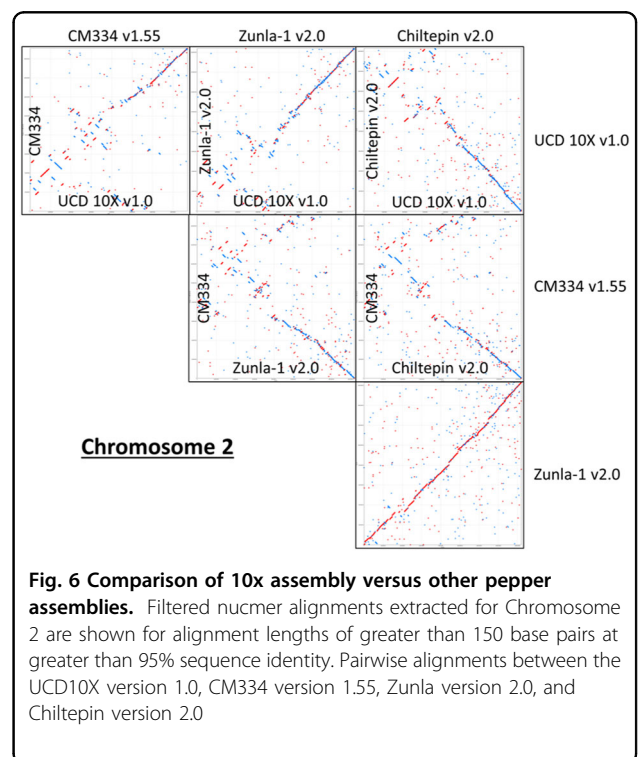 CM334 v1.55
Zunla-1 v2.0
Chiltepin v2.0
CM334
UCD 10X v1.0
Zunla-1 v2.0
UCD 10X v1.0
Chiltepin v2.0
UCD 10X v1.0
UCD 10X v1.0
CM334
Zunla-1 v2.0
CM334
Chiltepin v2.0
CM334 v1.55
Chromosome 2
Zunla-1 v2.0
Fig. 6 Comparison of 10x assembly versus other pepper
assemblies. Filtered nucmer alignments extracted for Chromosome
2 are shown for alignment lengths of greater than 150 base pairs at
greater than 95% sequence identity. Pairwise alignments between the
UCD10X version 1.0, CM334 version 1.55, Zunla version 2.0, and
Chiltepin version 2.0